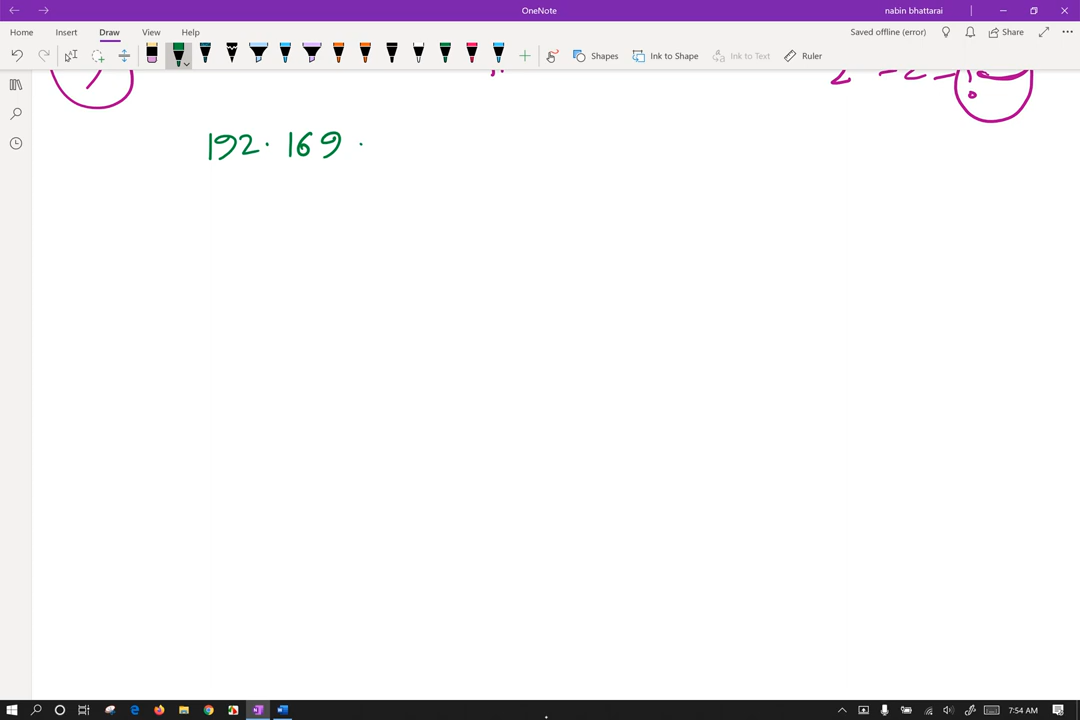 OneNote
nabin bhattarai
Home Insert Draw View Help
Saved offline (error) Share
Shapes Ink to Shape Ink to Text Ruler
192. 169 .
7:54 AM